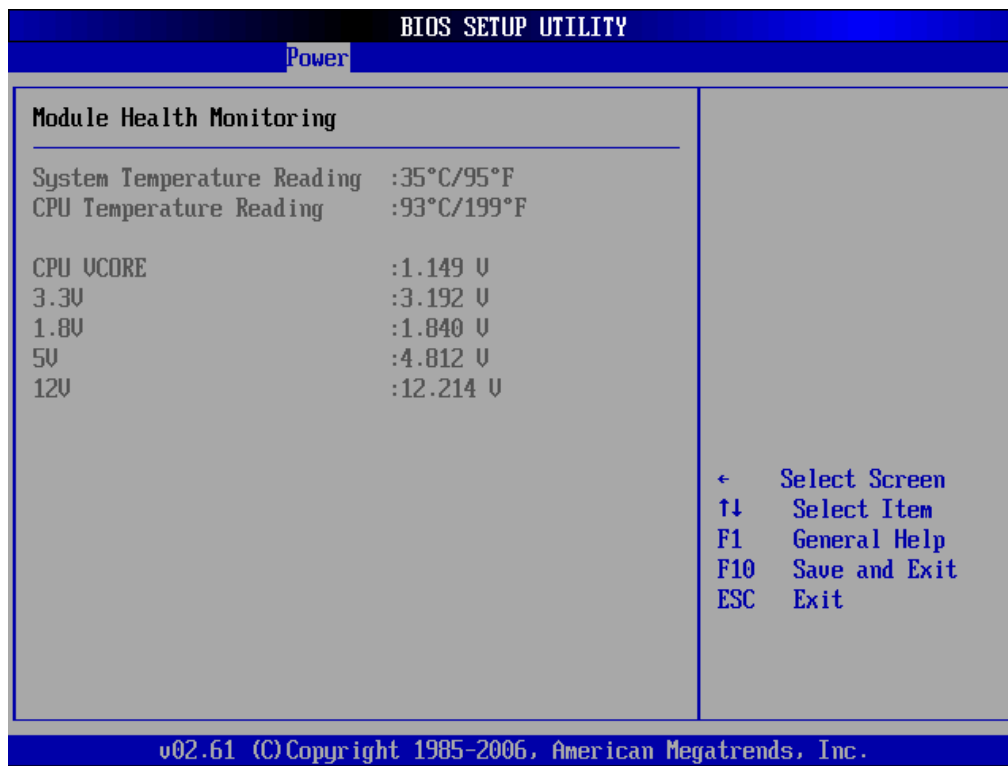 BIOS SETUP UTILITY
Power
Module Health Monitoring
System Temperature Reading :35°C/95°F
CPU Temperature Reading :93°C/199°F
CPU VCORE :1.149 V
3.3V :3.192 V
1.8V :1.840 V
5V :4.812 V
12V :12.214 V
← Select Screen
↑↓ Select Item
F1 General Help
F10 Save and Exit
ESC Exit
v02.61 (C)Copyright 1985-2006, American Megatrends, Inc.